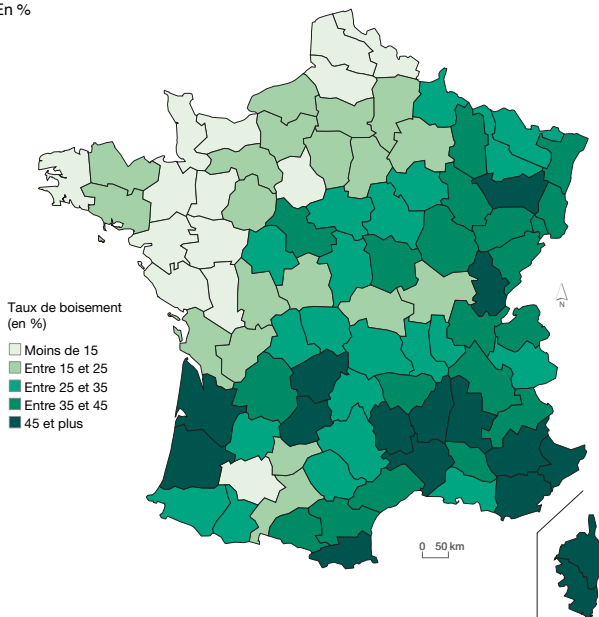 En %
Taux de boisement
(en %)
Moins de 15
Entre 15 et 25
Entre 25 et 35
Entre 35 et 45
45 et plus
N
0 50 km